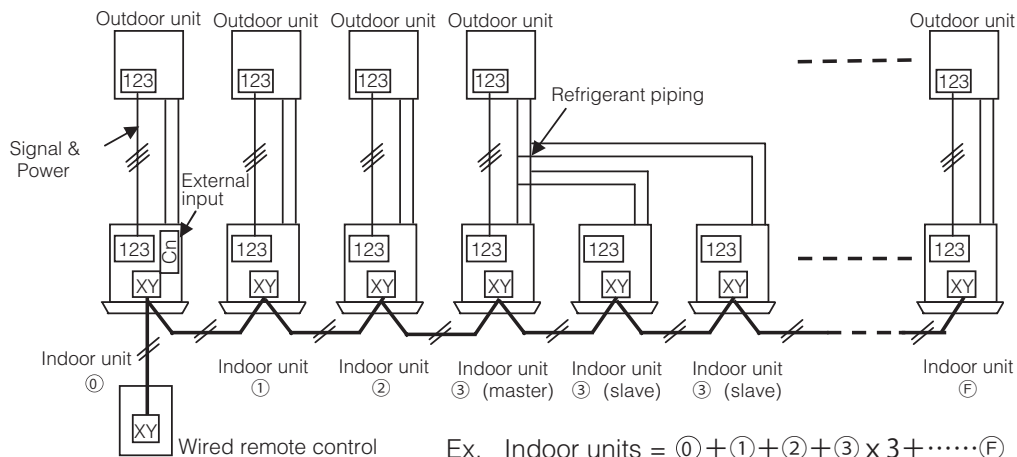 Outdoor unit Outdoor unit Outdoor unit Outdoor unit Outdoor unit
123 123 123 123 123
Refrigerant piping
Signal &
Power
External
input
123 Cn 123 123 123 123 123 123
XY XY XY XY XY XY XY
Indoor unit Indoor unit Indoor unit Indoor unit Indoor unit Indoor unit Indoor unit
⓪ ① ② ③ (master) ③ (slave) ③ (slave) Ⓕ
XY
Wired remote control
Ex. Indoor units = ⓪+①+②+③ x 3+······Ⓕ